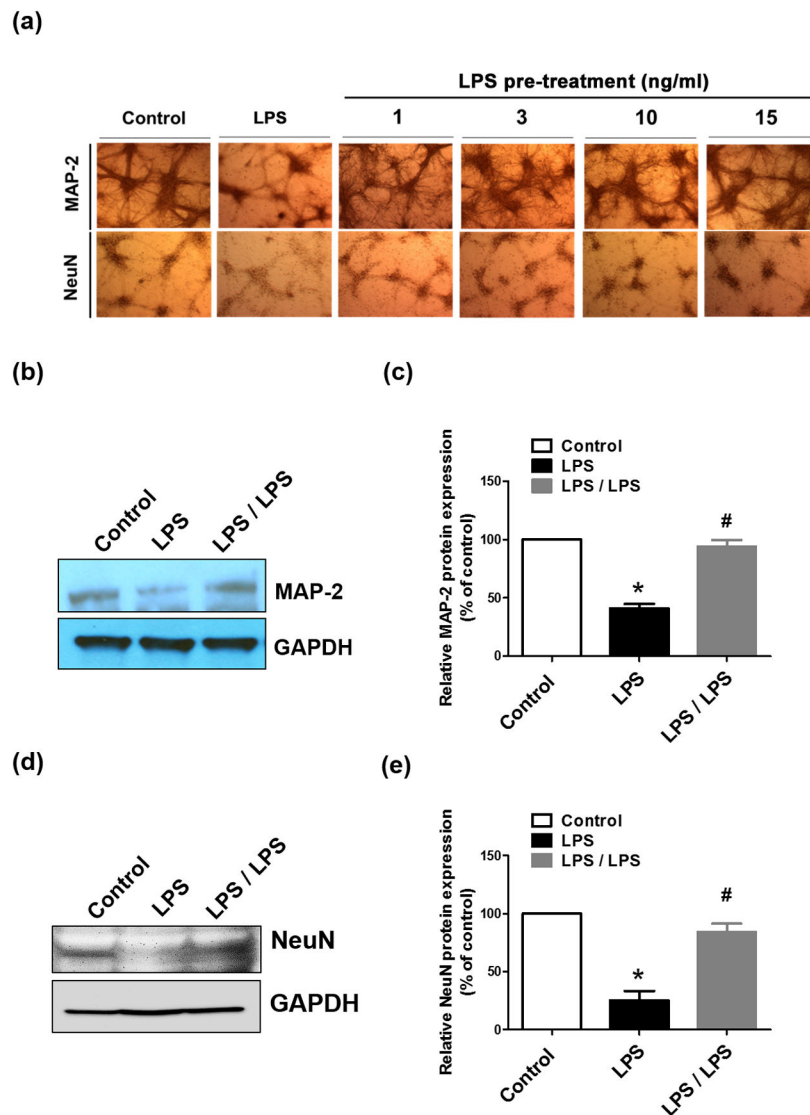 (a)
LPS pre-treatment (ng/ml)
Control LPS 1 3 10 15
MAP-2
NeuN
(b)
Control LPS LPS / LPS
MAP-2
GAPDH
(c)
Control
LPS
LPS / LPS
Relative MAP-2 protein expression
(% of control)
150
100
50
0
*
#
Control LPS LPS / LPS
(d)
Control LPS LPS / LPS
NeuN
GAPDH
(e)
Control
LPS
LPS / LPS
Relative NeuN protein expression
(% of control)
150
100
50
0
*
#
Control LPS LPS / LPS